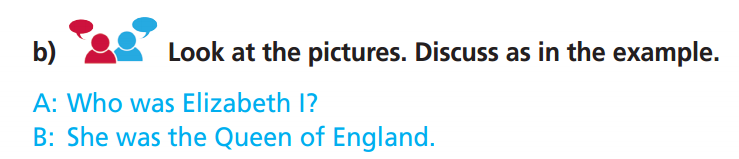 b) Look at the pictures. Discuss as in the example.
A: Who was Elizabeth I?
B: She was the Queen of England.